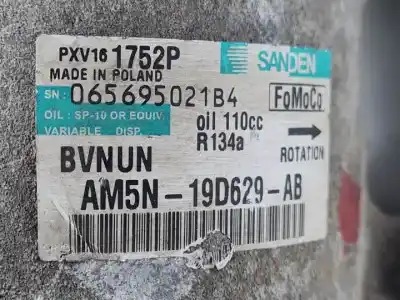 PXV16 1752P
SANDEN
MADE IN POLAND
SN: 065695021B4
FoMoCo
OIL: SP-10 OR EQUIV.
VARIABLE DISP.
oil 110cc
R134a
ROTATION
BVNUN
AM5N-19D629-AB